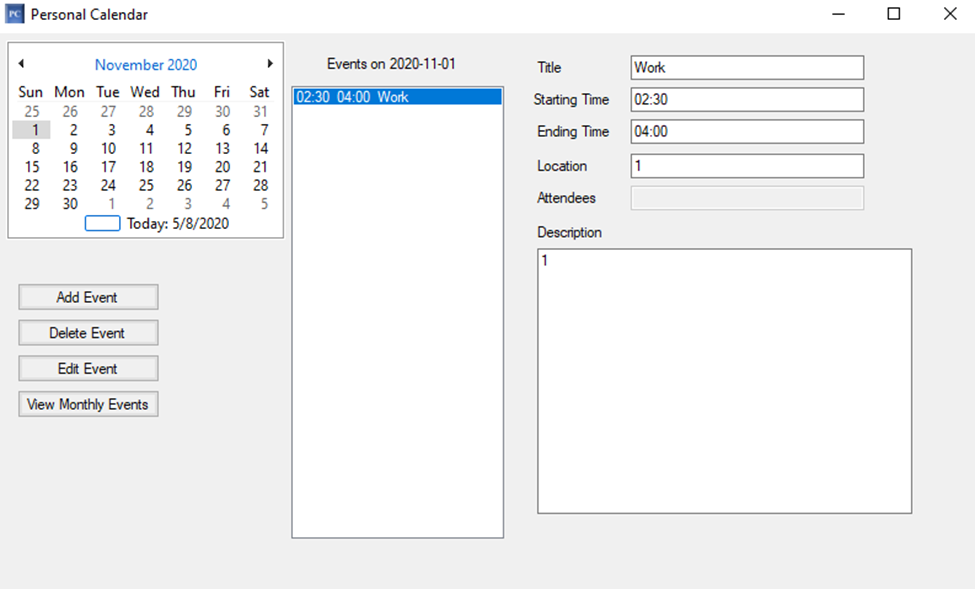 PC Personal Calendar
November 2020
Sun Mon Tue Wed Thu Fri Sat
25 26 27 28 29 30 31
1 2 3 4 5 6 7
8 9 10 11 12 13 14
15 16 17 18 19 20 21
22 23 24 25 26 27 28
29 30 1 2 3 4 5
Today: 5/8/2020
Add Event
Delete Event
Edit Event
View Monthly Events
Events on 2020-11-01
02:30 04:00 Work
Title Work
Starting Time 02:30
Ending Time 04:00
Location 1
Attendees
Description
1